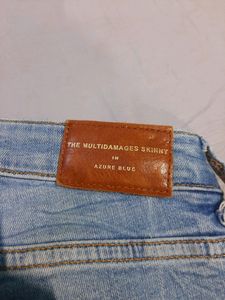 THE MULTIDAMAGES SKINNY
IN
AZURE BLUE